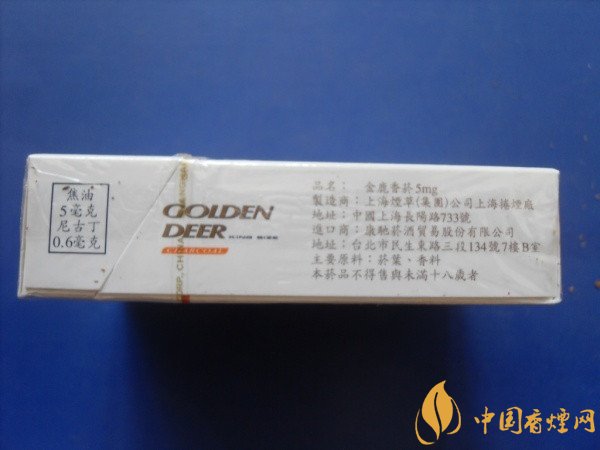 焦油
5毫克
尼古丁
0.6毫克
GOLDEN
DEER KING SIZE
CHARCOAL
品名： 金鹿香菸5mg
製造商：上海煙草(集團)公司上海捲煙廠
地址：中國上海長陽路733號
進口商：康馳菸酒貿易股份有限公司
地址：台北市民生東路三段134號7樓B室
主要原料：菸葉、香料
本菸品不得售與未滿十八歲者
中国香烟网